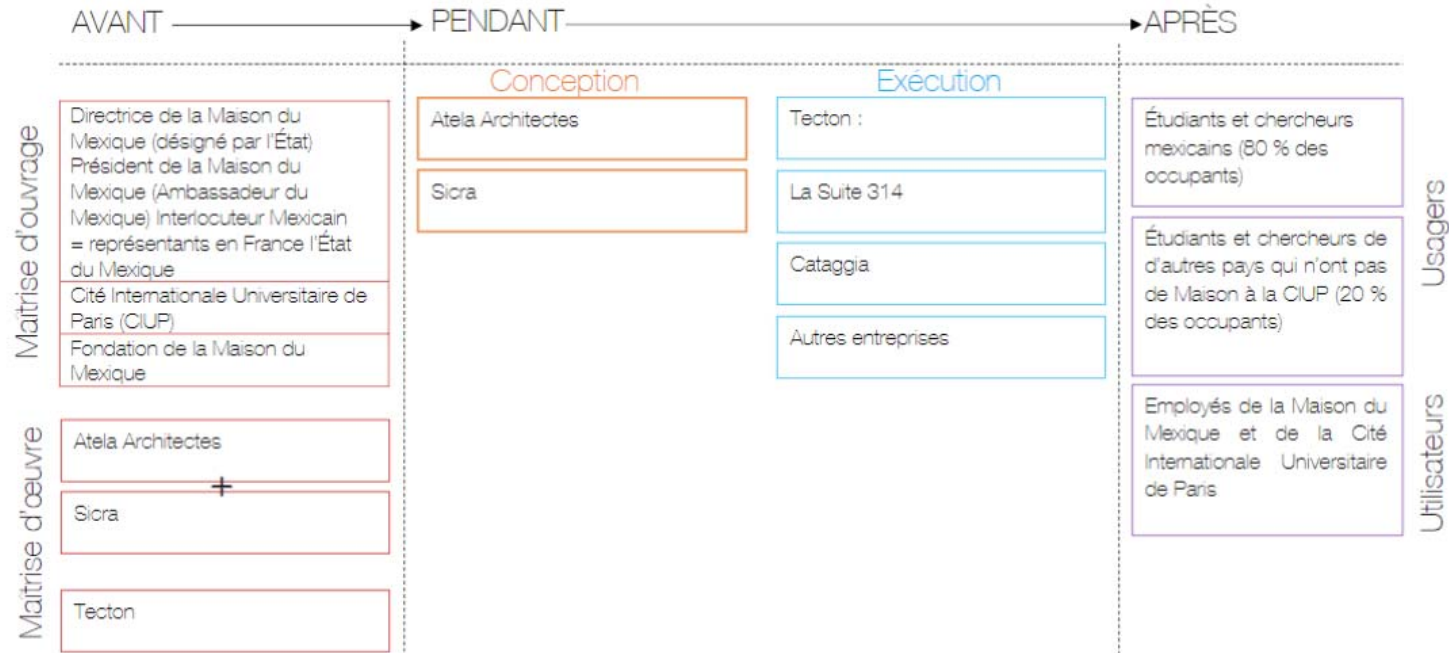 AVANT PENDANT APRÈS
Conception Exécution
Maîtrise d'ouvrage
Directrice de la Maison du
Mexique (désigné par l'État)
Président de la Maison du
Mexique (Ambassadeur du
Mexique) Interlocuteur Mexicain
= représentants en France l'État
du Mexique
Cité Internationale Universitaire de
Paris (CIUP)
Fondation de la Maison du
Mexique
Maîtrise d'œuvre
Atela Architectes
+
Sicra
Tecton
Atela Architectes
Sicra
Tecton :
La Suite 314
Cataggia
Autres entreprises
Étudiants et chercheurs
mexicains (80 % des
occupants)
Étudiants et chercheurs de
d'autres pays qui n'ont pas
de Maison à la CIUP (20 %
des occupants)
Usagers
Employés de la Maison du
Mexique et de la Cité
Internationale Universitaire
de Paris
Utilisateurs